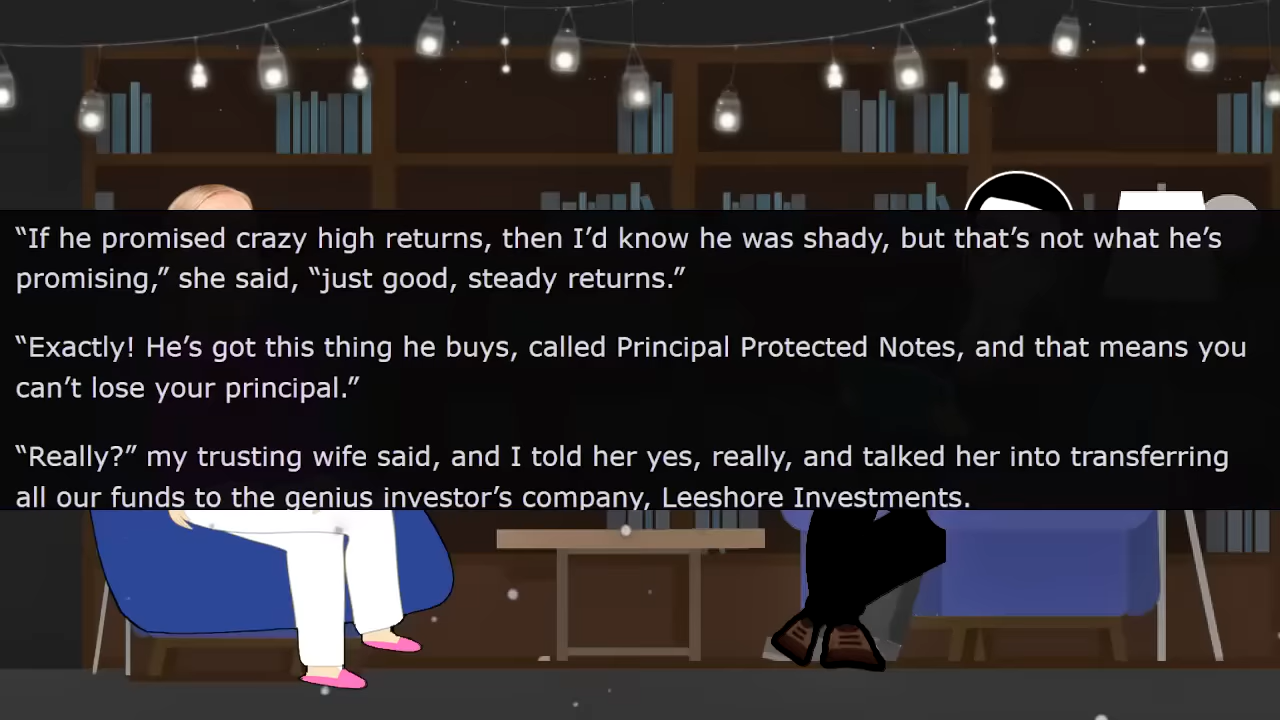 “If he promised crazy high returns, then I’d know he was shady, but that’s not what he’s
promising,” she said, “just good, steady returns.”
“Exactly! He’s got this thing he buys, called Principal Protected Notes, and that means you
can’t lose your principal.”
“Really?” my trusting wife said, and I told her yes, really, and talked her into transferring
all our funds to the genius investor’s company, Leeshore Investments.